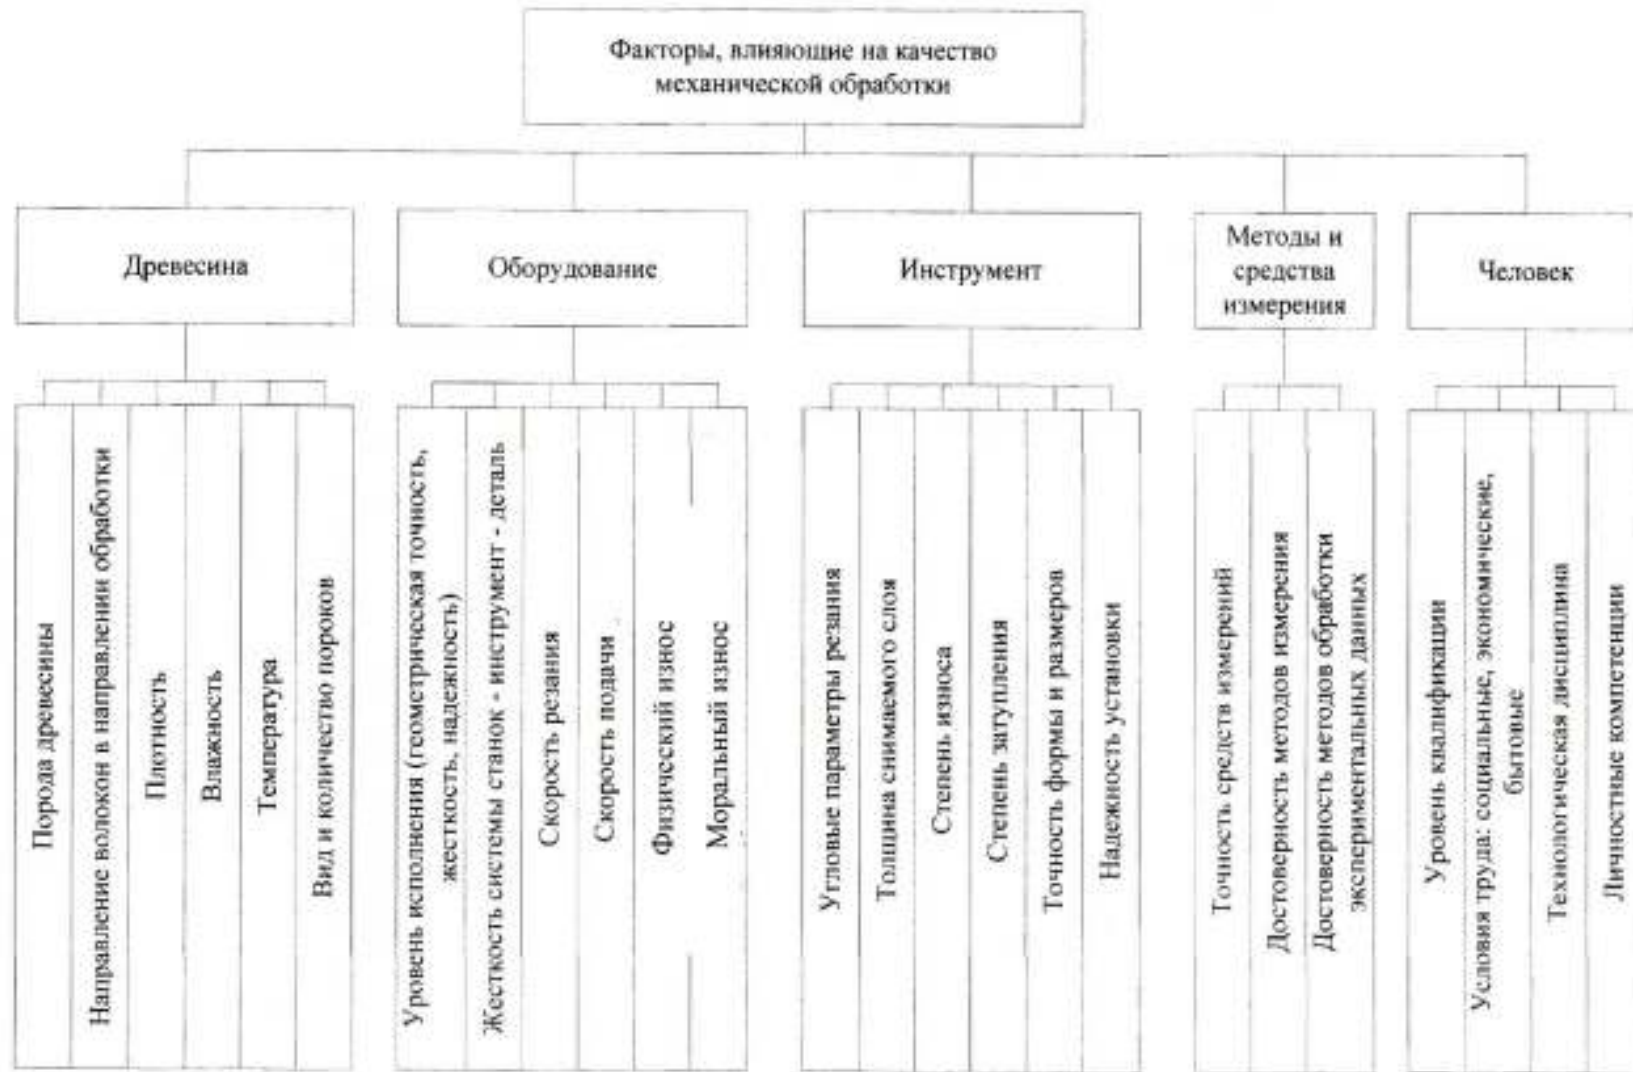 Факторы, влияющие на качество
механической обработки
Древесина
Оборудование
Инструмент
Методы и
средства
измерения
Человек
Порода древесины
Направление волокон в направлении обработки
Плотность
Влажность
Температура
Вид и количество пороков
Уровень исполнения (геометрическая точность,
жесткость, надежность)
Жесткость системы станок - инструмент - деталь
Скорость резания
Скорость подачи
Физический износ
Моральный износ
Угловые параметры резания
Толщина снимаемого слоя
Степень износа
Степень затупления
Точность формы и размеров
Надежность установки
Точность средств измерений
Достоверность методов измерения
Достоверность методов обработки
экспериментальных данных
Уровень квалификации
Условия труда: социальные, экономические,
бытовые
Технологическая дисциплина
Личностные компетенции